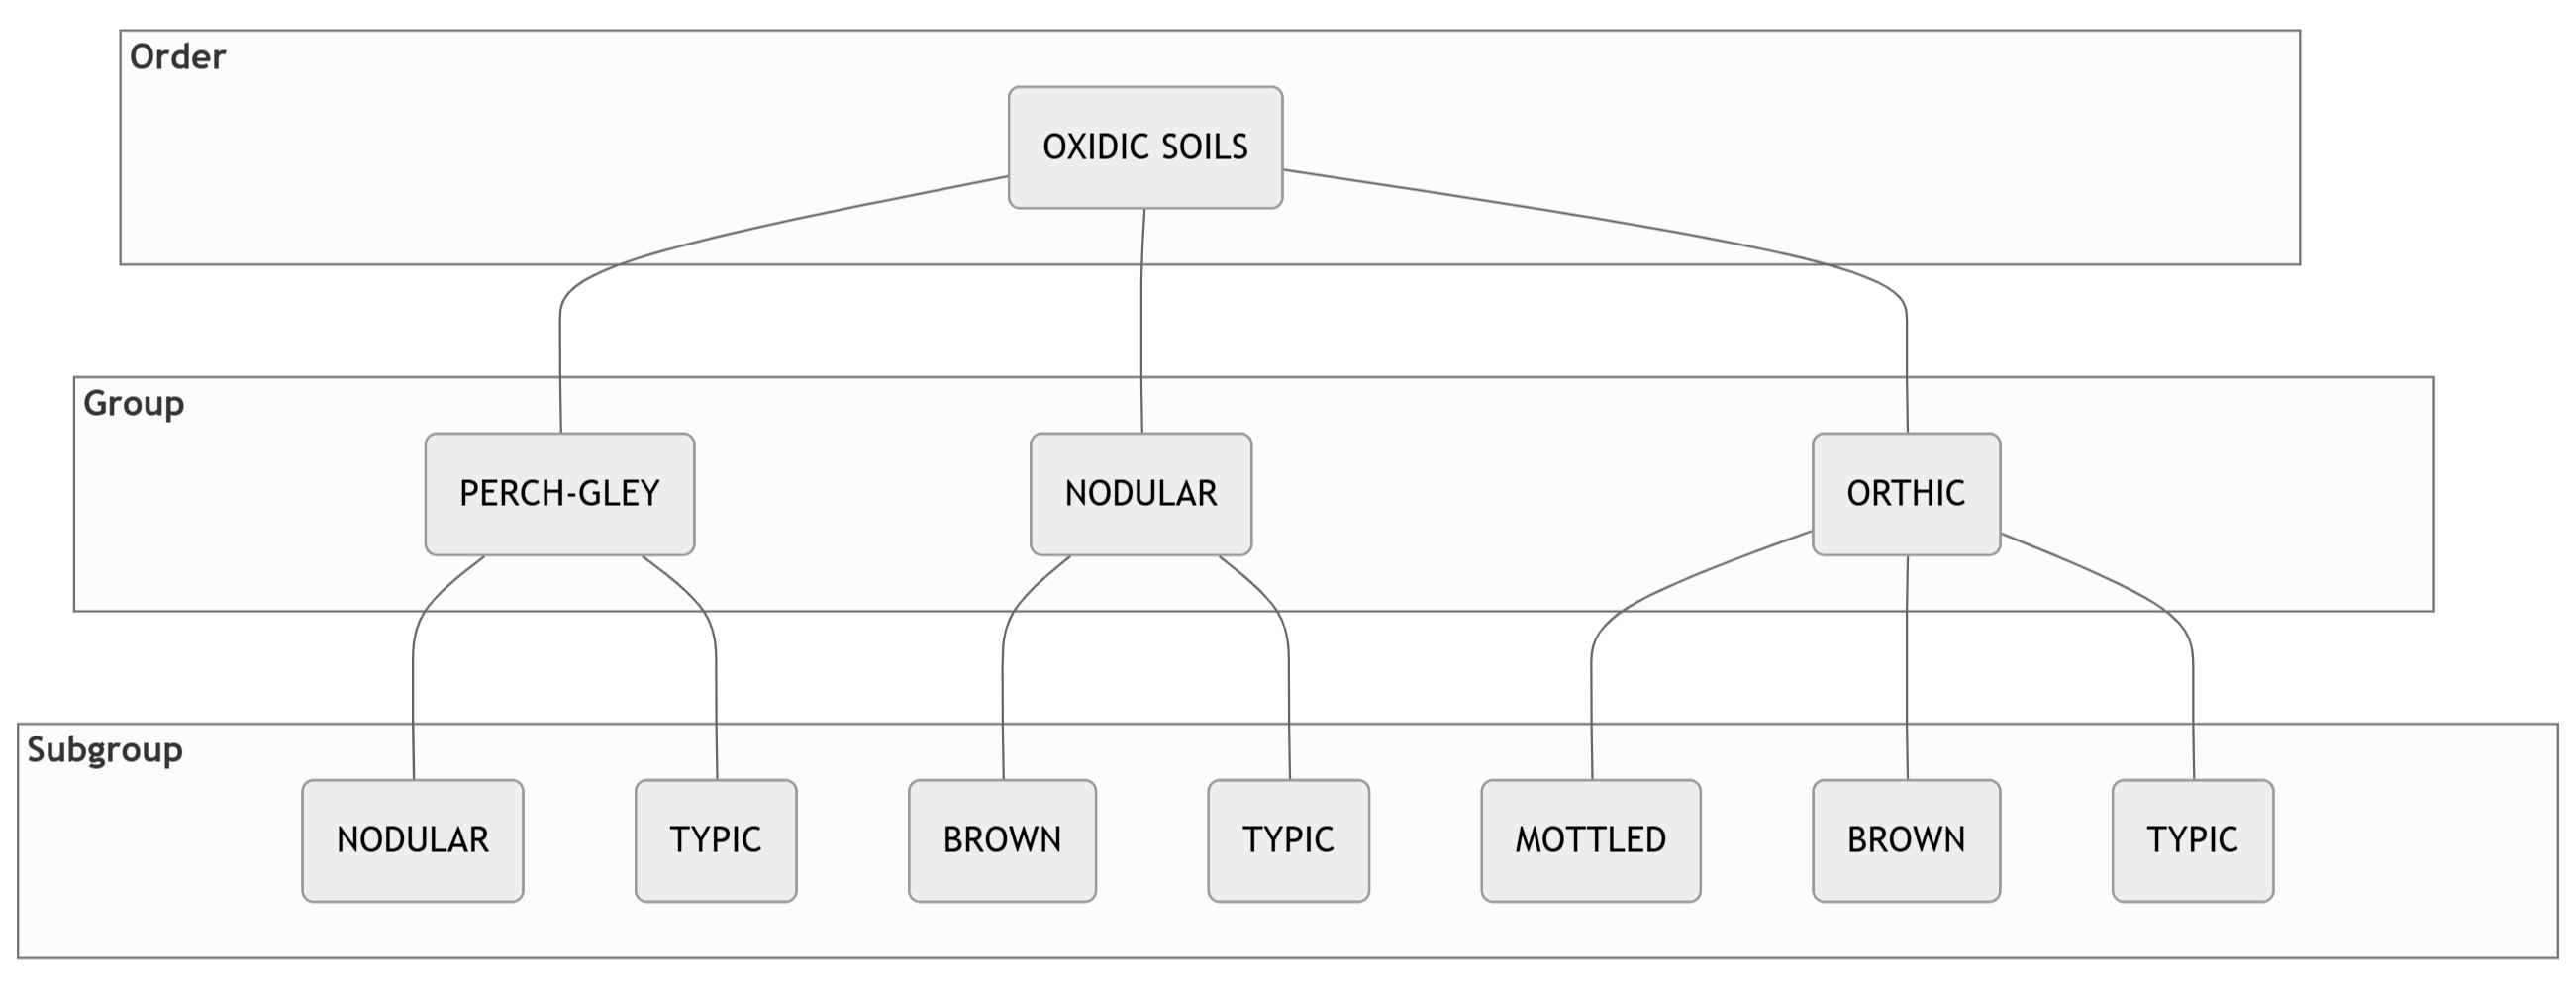 Order
OXIDIC SOILS
Group
PERCH-GLEY
NODULAR
ORTHIC
Subgroup
NODULAR
TYPIC
BROWN
TYPIC
MOTTLED
BROWN
TYPIC